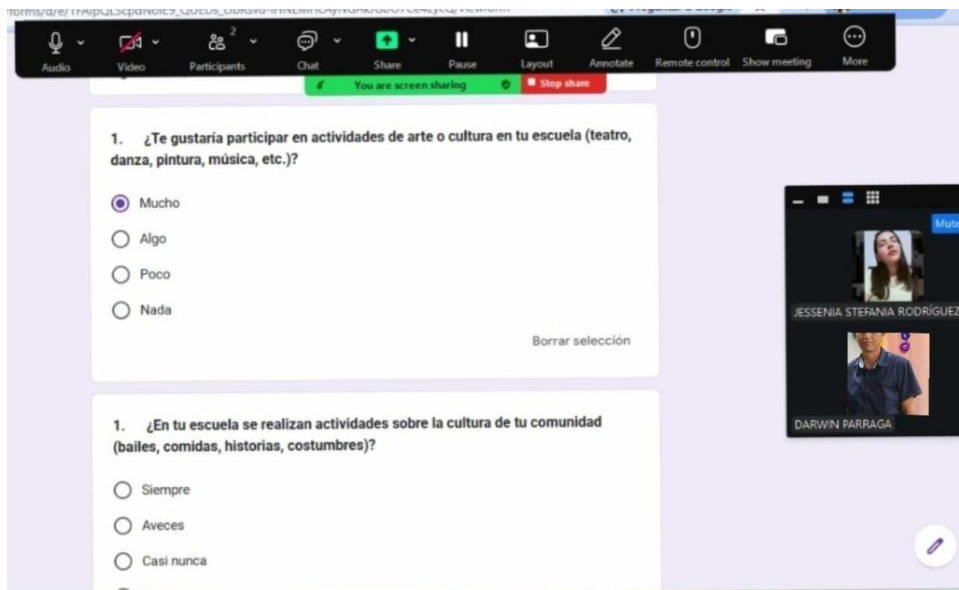 2
Audio
Video
Participants
Chat
Share
Pause
Layout
Annotate
Remote control
Show meeting
More
You are screen sharing
Stop share
1. ¿Te gustaría participar en actividades de arte o cultura en tu escuela (teatro,
danza, pintura, música, etc.)?
Mucho
Algo
Poco
Nada
Borrar selección
1. ¿En tu escuela se realizan actividades sobre la cultura de tu comunidad
(bailes, comidas, historias, costumbres)?
Siempre
Aveces
Casi nunca
Mute
JESSENIA STEFANIA RODRÍGUEZ
DARWIN PARRAGA